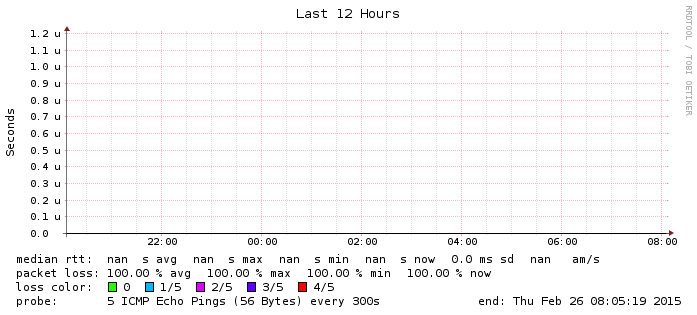 Last 12 Hours
RRDTOOL / TOBI OETIKER
Seconds
1.2 u
1.1 u
1.0 u
0.9 u
0.8 u
0.7 u
0.6 u
0.5 u
0.4 u
0.3 u
0.2 u
0.1 u
0.0
22:00 00:00 02:00 04:00 06:00 08:00
median rtt: nan s avg nan s max nan s min nan s now 0.0 ms sd nan am/s
packet loss: 100.00 % avg 100.00 % max 100.00 % min 100.00 % now
loss color: 0 1/5 2/5 3/5 4/5
probe: 5 ICMP Echo Pings (56 Bytes) every 300s end: Thu Feb 26 08:05:19 2015